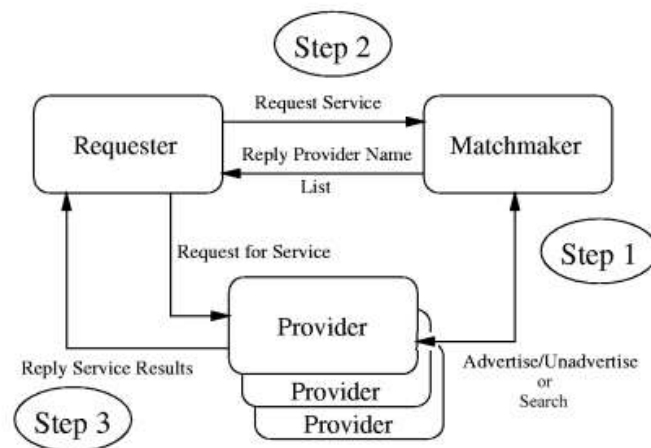 Step 2
Request Service
Requester
Matchmaker
Reply Provider Name
List
Step 1
Request for Service
Provider
Reply Service Results
Advertise/Unadvertise
or
Search
Provider
Provider
Step 3